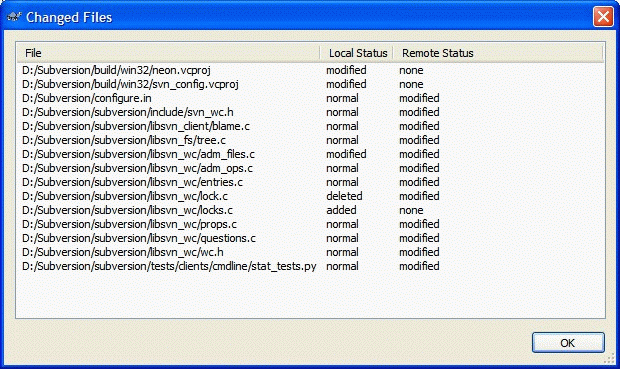 Changed Files
File Local Status Remote Status
D:/Subversion/build/win32/neon.vcproj modified none
D:/Subversion/build/win32/svn_config.vcproj modified none
D:/Subversion/configure.in normal modified
D:/Subversion/subversion/include/svn_wc.h normal modified
D:/Subversion/subversion/libsvn_client/blame.c normal modified
D:/Subversion/subversion/libsvn_fs/tree.c normal modified
D:/Subversion/subversion/libsvn_wc/adm_files.c modified modified
D:/Subversion/subversion/libsvn_wc/adm_ops.c normal modified
D:/Subversion/subversion/libsvn_wc/entries.c normal modified
D:/Subversion/subversion/libsvn_wc/lock.c deleted modified
D:/Subversion/subversion/libsvn_wc/locks.c added none
D:/Subversion/subversion/libsvn_wc/props.c normal modified
D:/Subversion/subversion/libsvn_wc/questions.c normal modified
D:/Subversion/subversion/libsvn_wc/wc.h normal modified
D:/Subversion/subversion/tests/clients/cmdline/stat_tests.py normal modified
OK